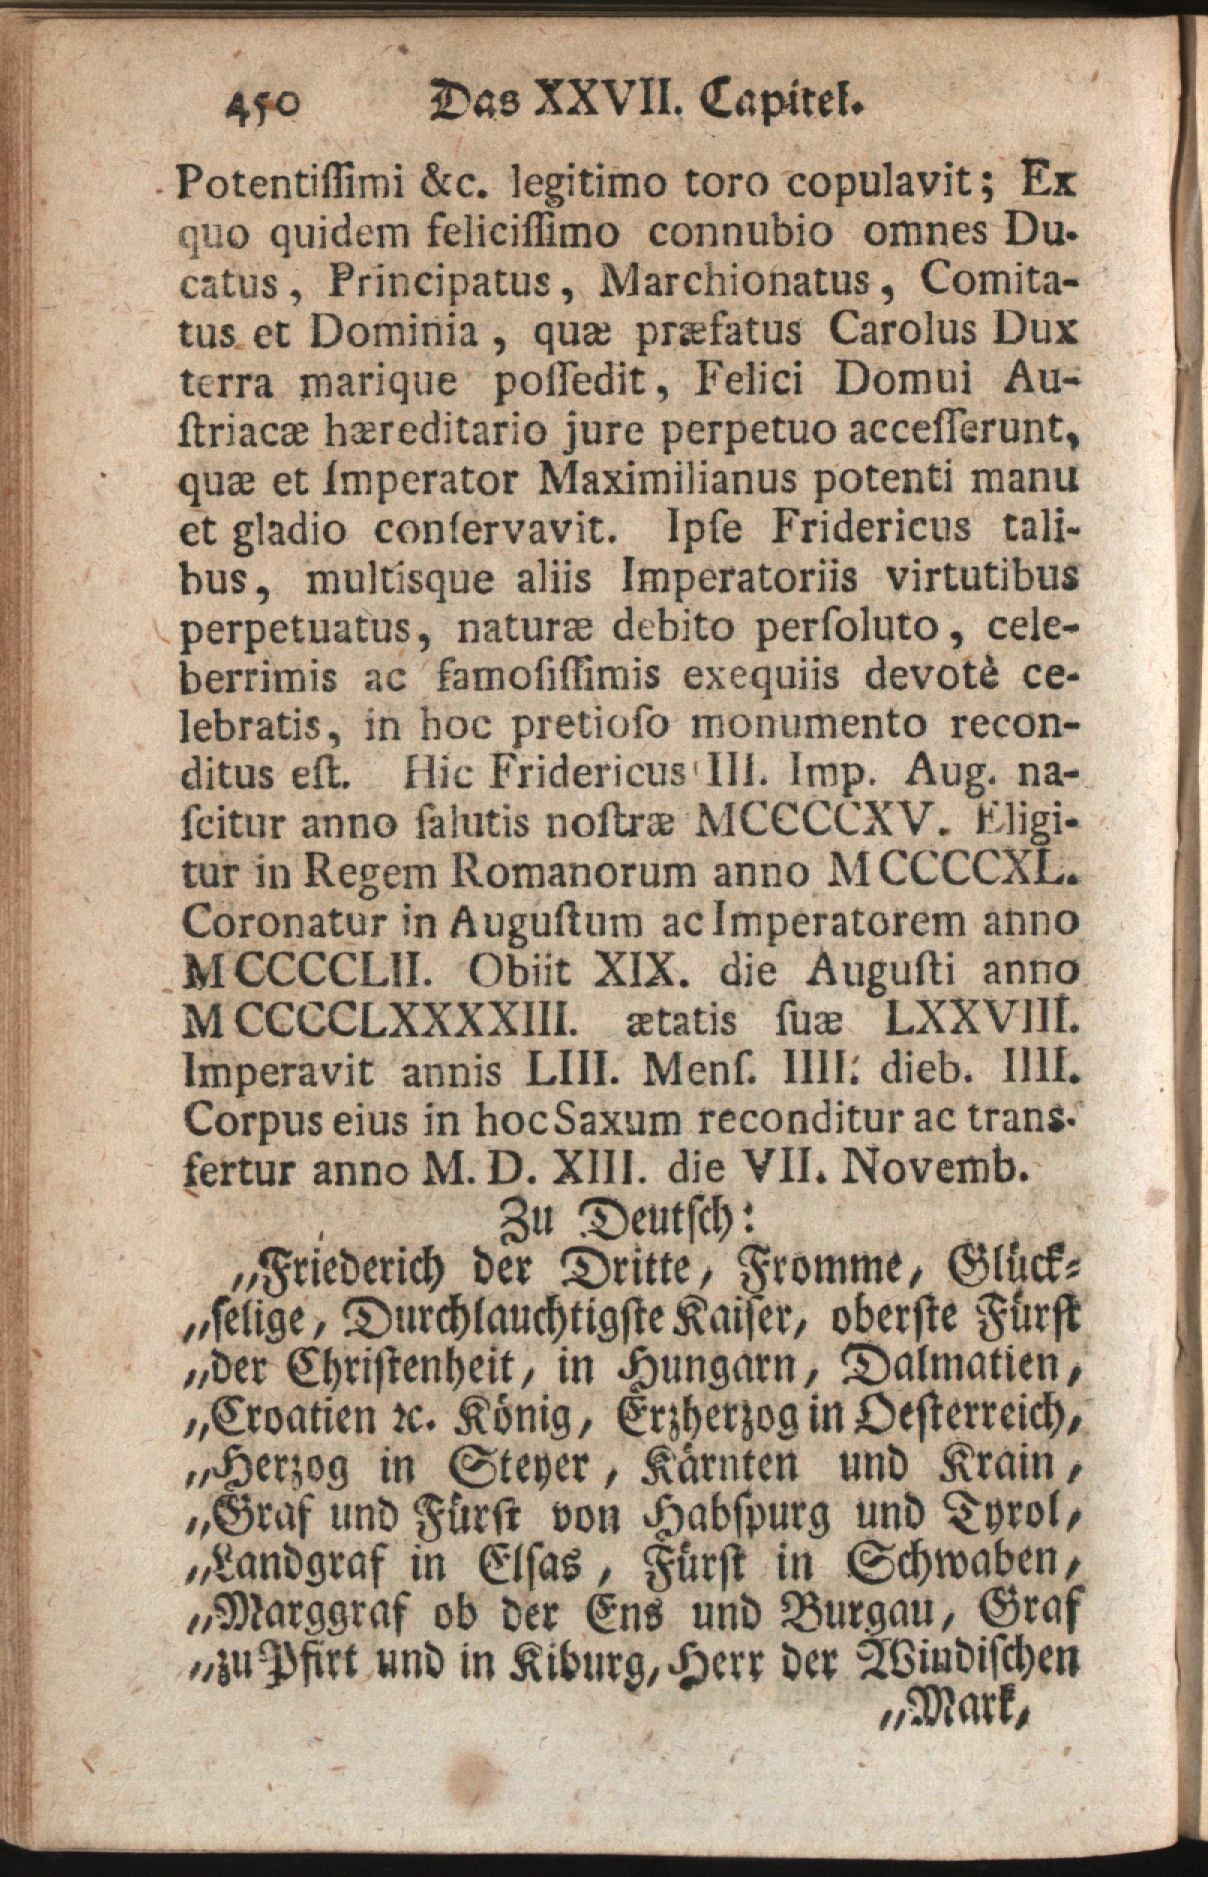 450 Das XXVII. Capitel.
Potentiſſimi &c. legitimo toro copulavit; Ex
quo quidem feliciſſimo connubio omnes Du-
catus, Principatus, Marchionatus, Comita-
tus et Dominia, quæ præfatus Carolus Dux
terra marique poſſedit, Felici Domui Au-
ſtriacæ hæreditario jure perpetuo acceſſerunt,
quæ et Imperator Maximilianus potenti manu
et gladio conſervavit. Ipſe Fridericus tali-
bus, multisque aliis Imperatoriis virtutibus
perpetuatus, naturæ debito perſoluto, cele-
berrimis ac famoſiſſimis exequiis devotè ce-
lebratis, in hoc pretioſo monumento recon-
ditus eſt. Hic Fridericus III. Imp. Aug. na-
ſcitur anno ſalutis noſtræ MCCCCXV. Eligi-
tur in Regem Romanorum anno MCCCCXL.
Coronatur in Auguſtum ac Imperatorem anno
MCCCCLII. Obiit XIX. die Auguſti anno
MCCCCLXXXXIII. ætatis ſuæ LXXVIII.
Imperavit annis LIII. Menſ. IIII. dieb. IIII.
Corpus eius in hoc Saxum reconditur ac trans-
fertur anno M. D. XIII. die VII. Novemb.
Zu Deutſch:
„Friederich der Dritte, Fromme, Glück-
„ſelige, Durchlauchtigſte Kaiſer, oberſte Fürſt
„der Chriſtenheit, in Hungarn, Dalmatien,
„Croatien ꝛc. König, Erzherzog in Oeſterreich,
„Herzog in Steyer, Kärnten und Krain,
„Graf und Fürſt von Habſpurg und Tyrol,
„Landgraf in Elſas, Fürſt in Schwaben,
„Marggraf ob der Ens und Burgau, Graf
„zu Pfirt und in Kiburg, Herr der Windiſchen
„Mark,